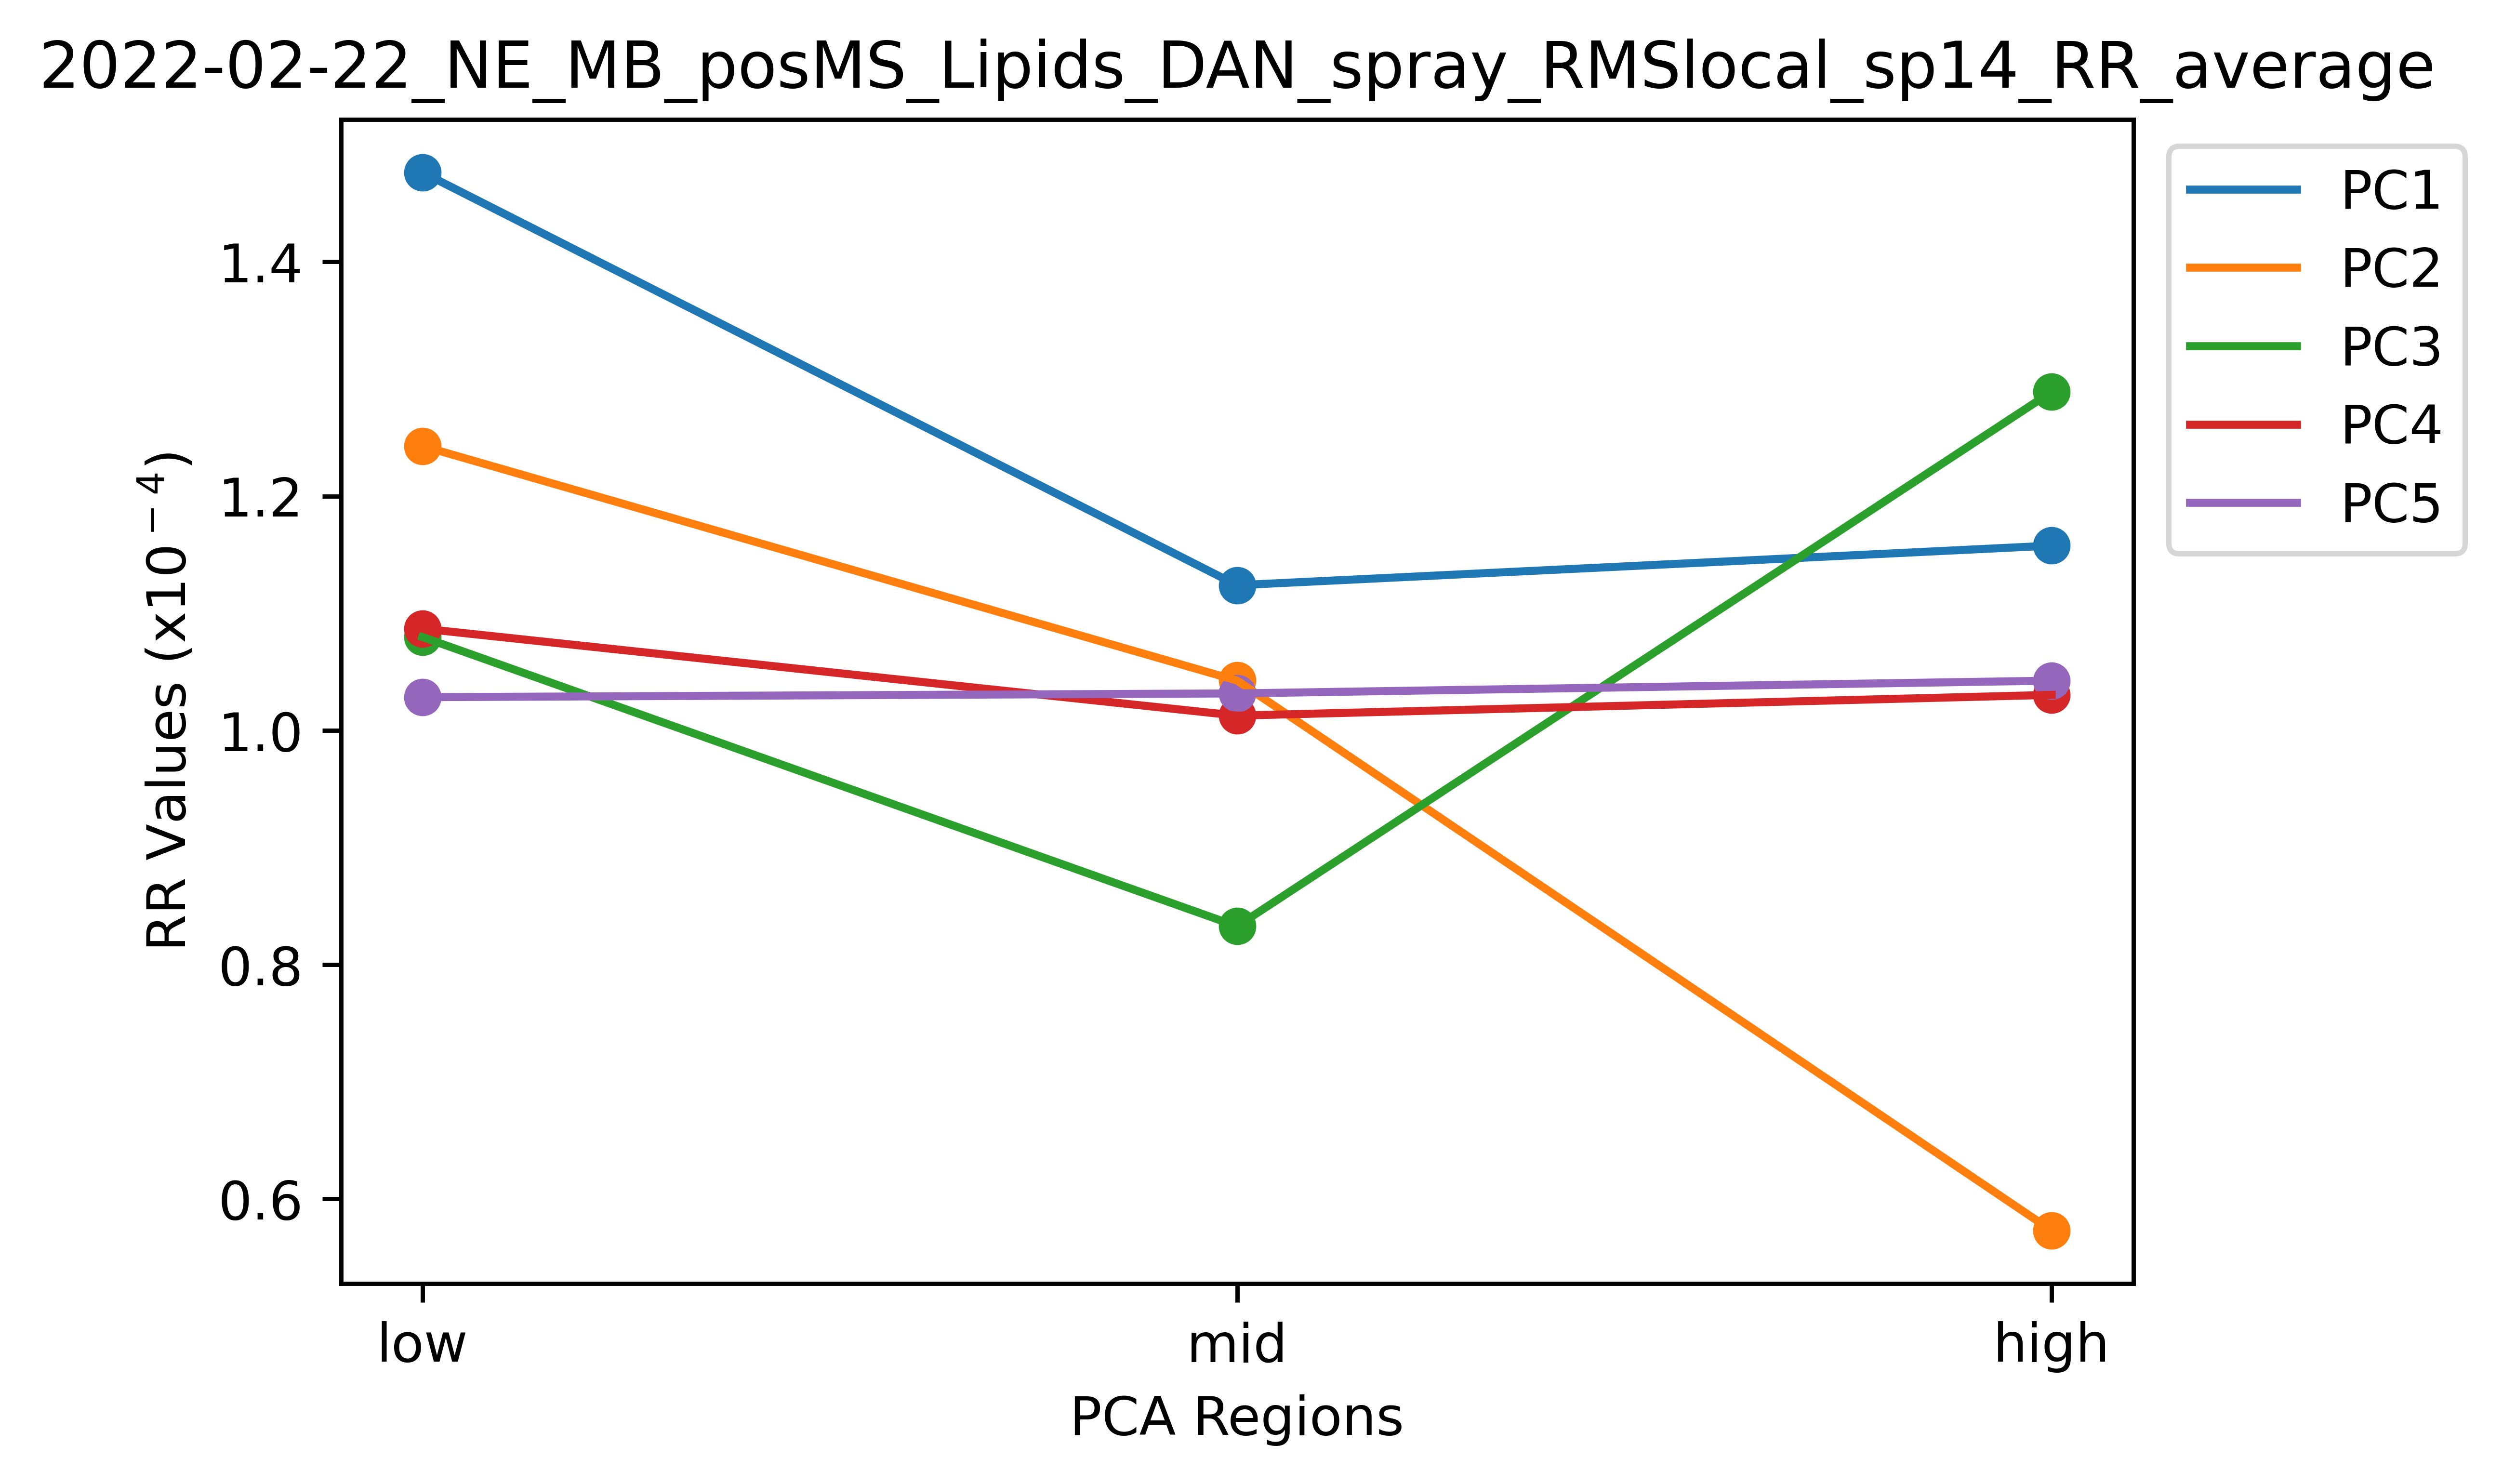 2022-02-22_NE_MB_posMS_Lipids_DAN_spray_RMSlocal_sp14_RR_average
PC1
PC2
PC3
PC4
PC5
RR Values (x10⁻⁴)
1.4
1.2
1.0
0.8
0.6
low mid high
PCA Regions